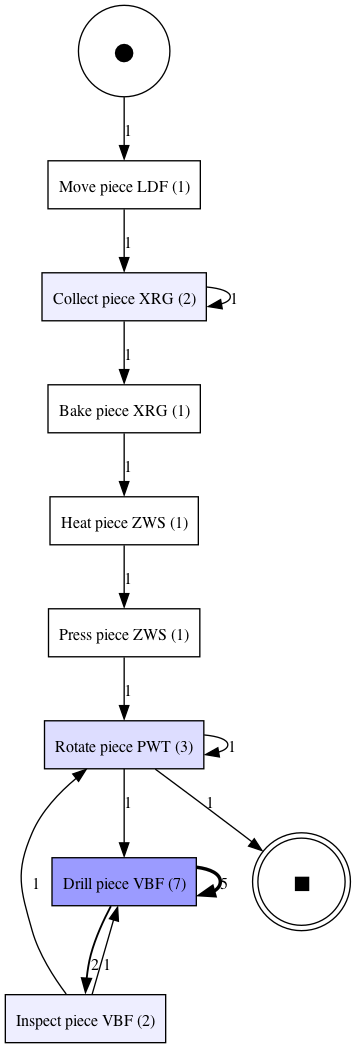 1
Move piece LDF (1)
1
Collect piece XRG (2)
1
1
Bake piece XRG (1)
1
Heat piece ZWS (1)
1
Press piece ZWS (1)
1
Rotate piece PWT (3)
1
1
1
1
Drill piece VBF (7)
5
2
1
Inspect piece VBF (2)